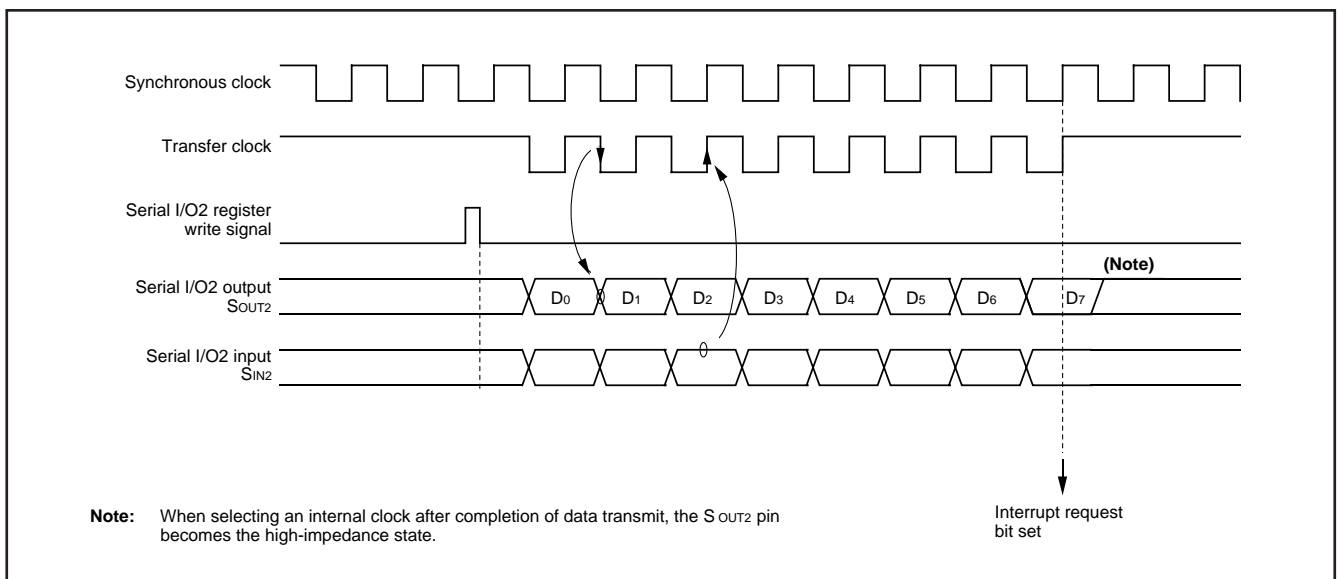 Synchronous clock
Transfer clock
Serial I/O2 register
write signal
(Note)
Serial I/O2 output
SOUT2
D0 D1 D2 D3 D4 D5 D6 D7
Serial I/O2 input
SIN2
Note: When selecting an internal clock after completion of data transmit, the S OUT2 pin
becomes the high-impedance state.
Interrupt request
bit set